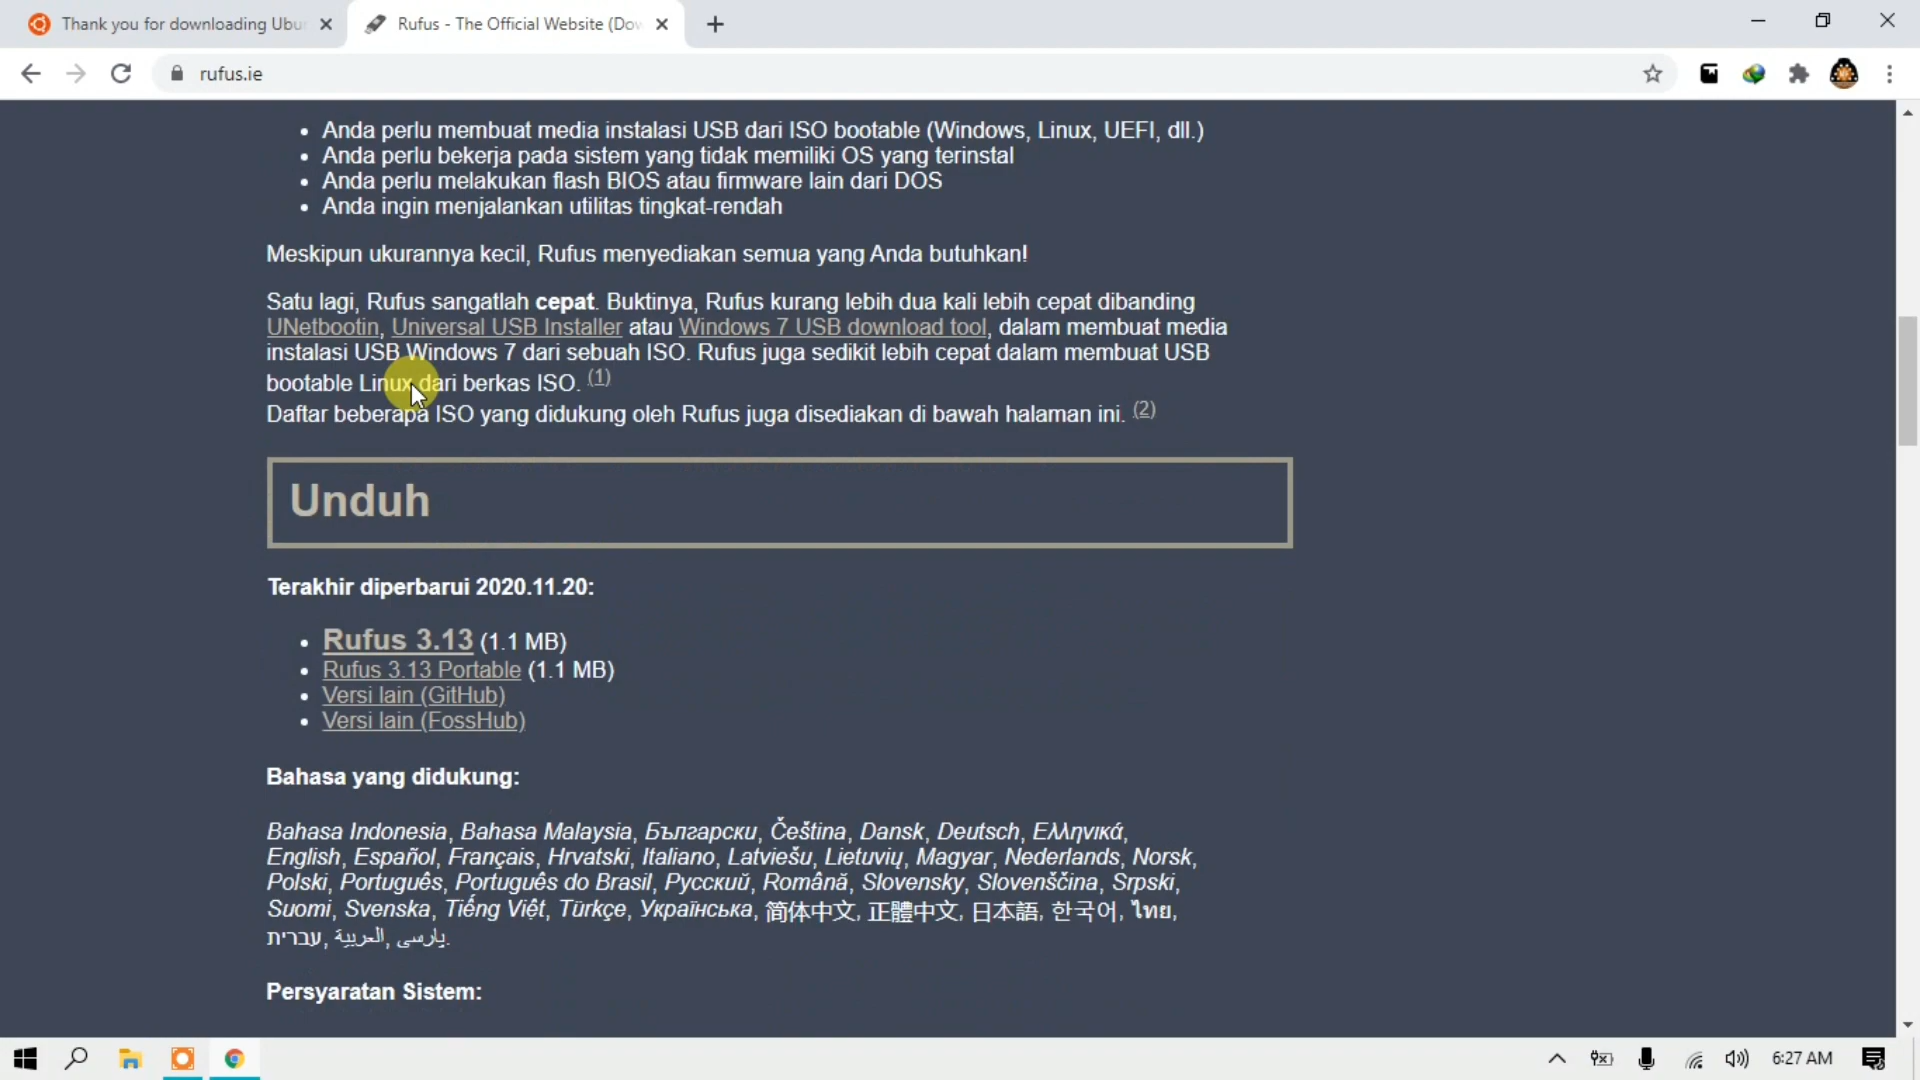 Thank you for downloading Ubu
Rufus - The Official Website (Dow
rufus.ie
Anda perlu membuat media instalasi USB dari ISO bootable (Windows, Linux, UEFI, dll.)
Anda perlu bekerja pada sistem yang tidak memiliki OS yang terinstal
Anda perlu melakukan flash BIOS atau firmware lain dari DOS
Anda ingin menjalankan utilitas tingkat-rendah
Meskipun ukurannya kecil, Rufus menyediakan semua yang Anda butuhkan!
Satu lagi, Rufus sangatlah cepat. Buktinya, Rufus kurang lebih dua kali lebih cepat dibanding
UNetbootin, Universal USB Installer atau Windows 7 USB download tool, dalam membuat media
instalasi USB Windows 7 dari sebuah ISO. Rufus juga sedikit lebih cepat dalam membuat USB
bootable Linux dari berkas ISO. (1)
Daftar beberapa ISO yang didukung oleh Rufus juga disediakan di bawah halaman ini. (2)
Unduh
Terakhir diperbarui 2020.11.20:
Rufus 3.13 (1.1 MB)
Rufus 3.13 Portable (1.1 MB)
Versi lain (GitHub)
Versi lain (FossHub)
Bahasa yang didukung:
Bahasa Indonesia, Bahasa Malaysia, Български, Čeština, Dansk, Deutsch, Ελληνικά,
English, Español, Français, Hrvatski, Italiano, Latviešu, Lietuvių, Magyar, Nederlands, Norsk,
Polski, Português, Português do Brasil, Русский, Română, Slovensky, Slovenščina, Srpski,
Suomi, Svenska, Tiếng Việt, Türkçe, Українська, 简体中文, 正體中文, 日本語, 한국어, ไทย,
עברית, العربية, پارسی.
Persyaratan Sistem:
6:27 AM